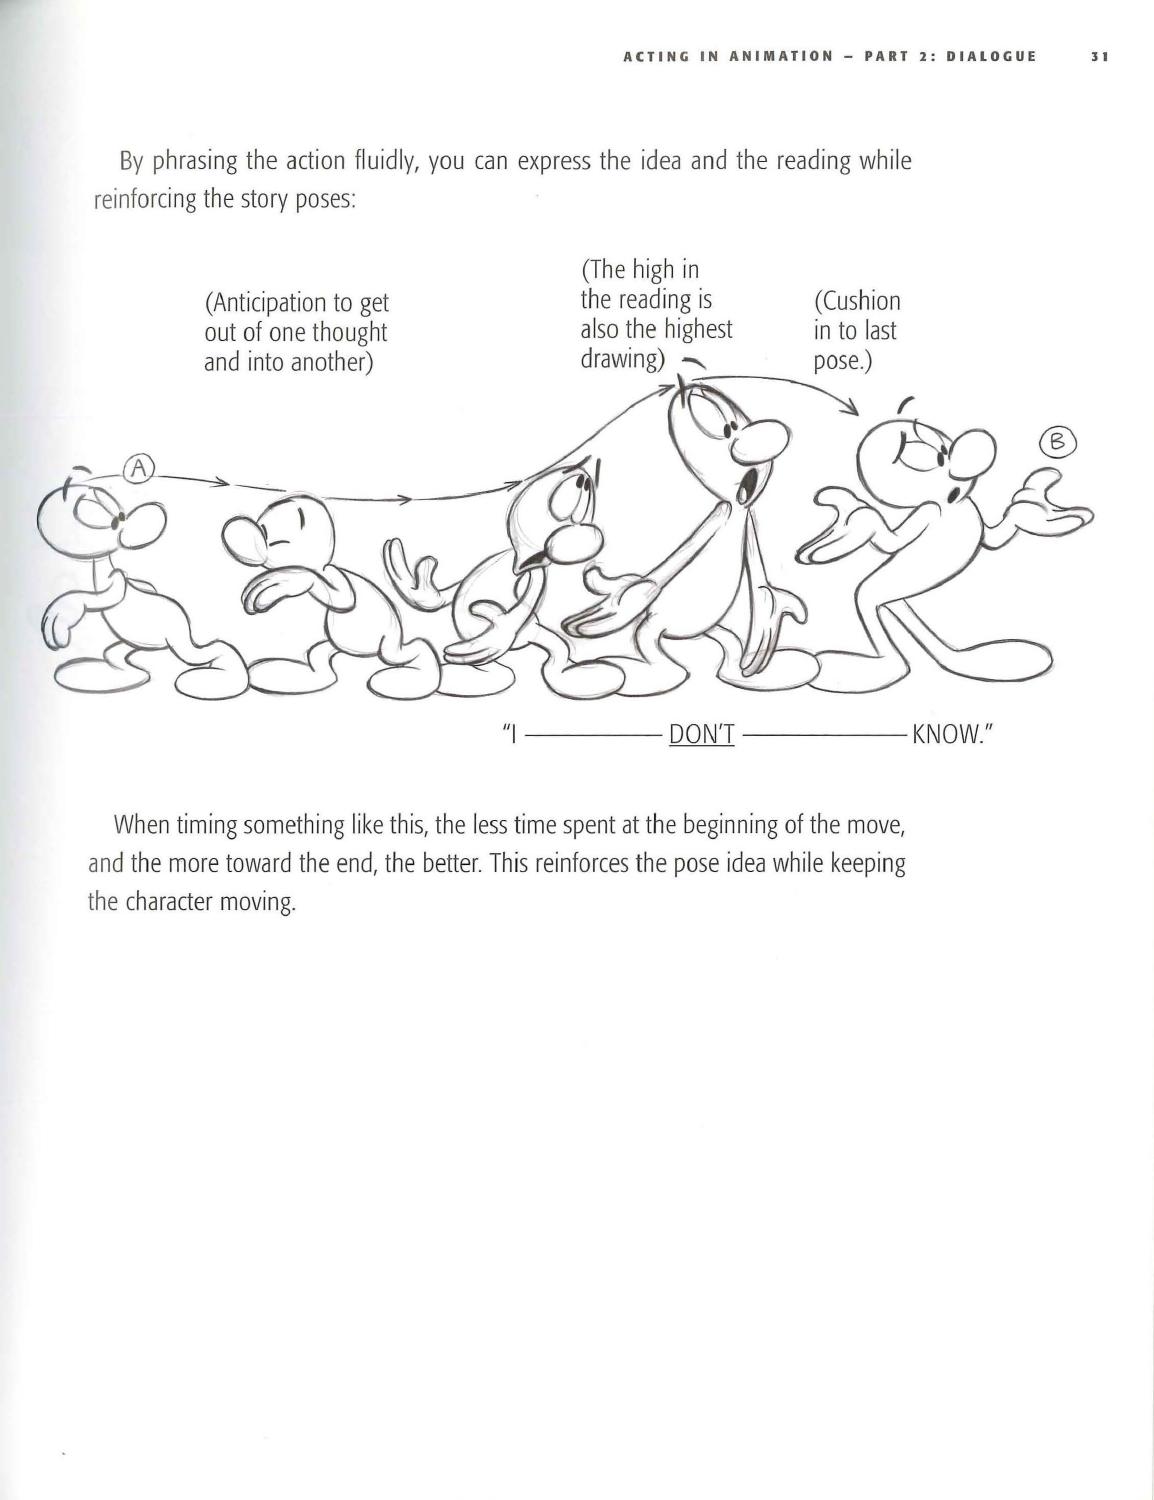 ACTING IN ANIMATION – PART 2: DIALOGUE 31
By phrasing the action fluidly, you can express the idea and the reading while
reinforcing the story poses:
(Anticipation to get
out of one thought
and into another)
(The high in
the reading is
also the highest
drawing)
(Cushion
in to last
pose.)
A
B
“I ——— DON’T ——— KNOW.”
When timing something like this, the less time spent at the beginning of the move,
and the more toward the end, the better. This reinforces the pose idea while keeping
the character moving.